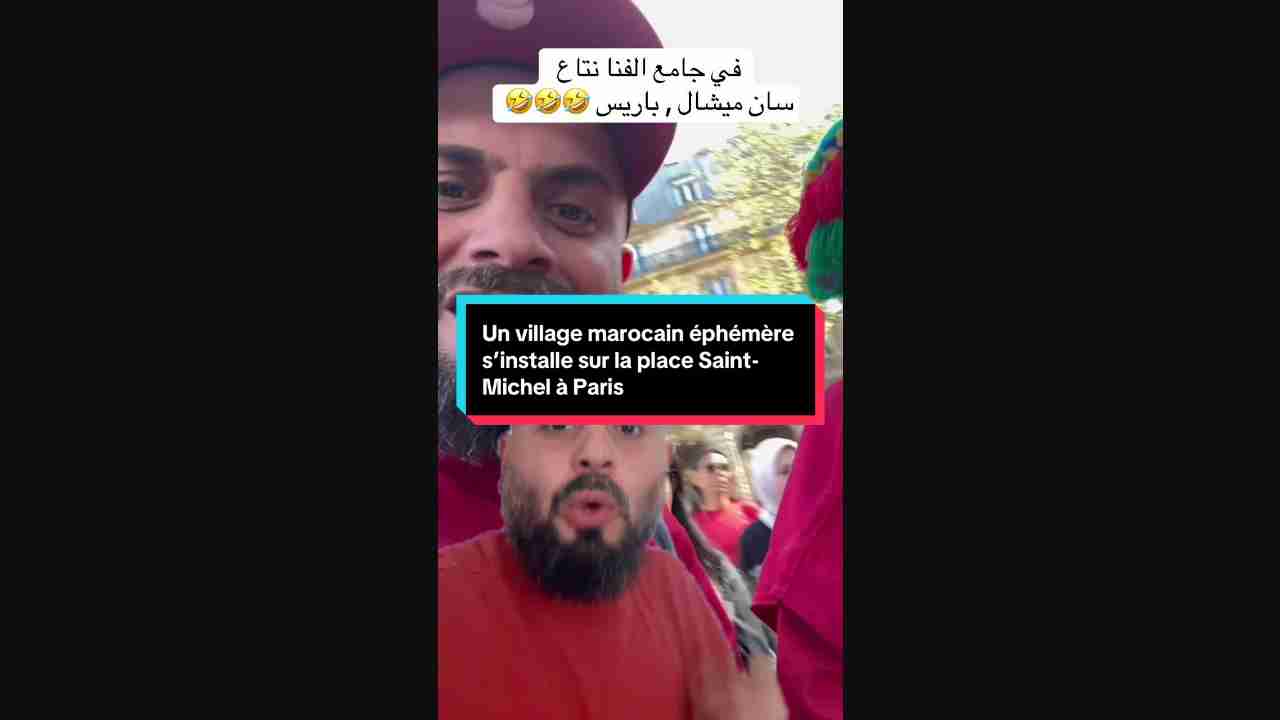 في جامع الفنا نتاع
سان ميشال , باريس 🤣🤣🤣
Un village marocain éphémère
s’installe sur la place Saint-
Michel à Paris